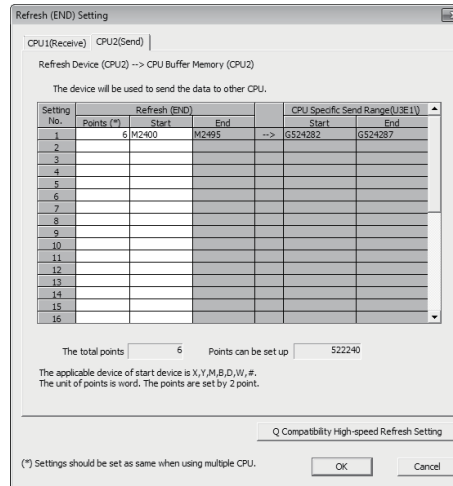 Refresh (END) Setting
CPU1(Receive) CPU2(Send)
Refresh Device (CPU2) --> CPU Buffer Memory (CPU2)
The device will be used to send the data to other CPU.
Setting No. Refresh (END) CPU Specific Send Range(U3E1\)
Points (*) Start End Start End
1 6 M2400 M2495 --> G524282 G524287
2
3
4
5
6
7
8
9
10
11
12
13
14
15
16
The total points 6 Points can be set up 522240
The applicable device of start device is X,Y,M,B,D,W,#.
The unit of points is word. The points are set by 2 point.
Q Compatibility High-speed Refresh Setting
(*) Settings should be set as same when using multiple CPU.
OK Cancel